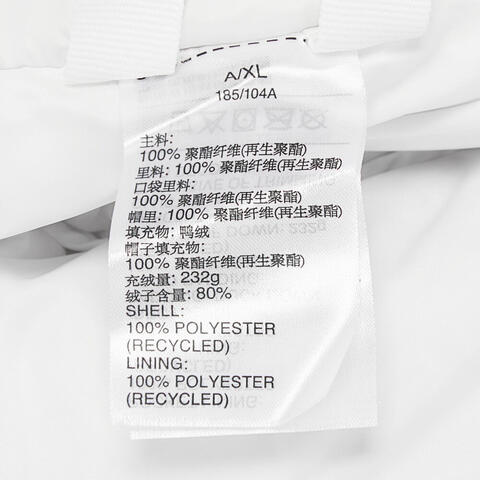 A/XL
185/104A
主料:
100% 聚酯纤维(再生聚酯)
里料: 100% 聚酯纤维(再生聚酯)
口袋里料:
100% 聚酯纤维(再生聚酯)
帽里: 100% 聚酯纤维(再生聚酯)
填充物: 鸭绒
帽子填充物:
100% 聚酯纤维(再生聚酯)
充绒量: 232g
绒子含量: 80%
SHELL:
100% POLYESTER
(RECYCLED)
LINING:
100% POLYESTER
(RECYCLED)